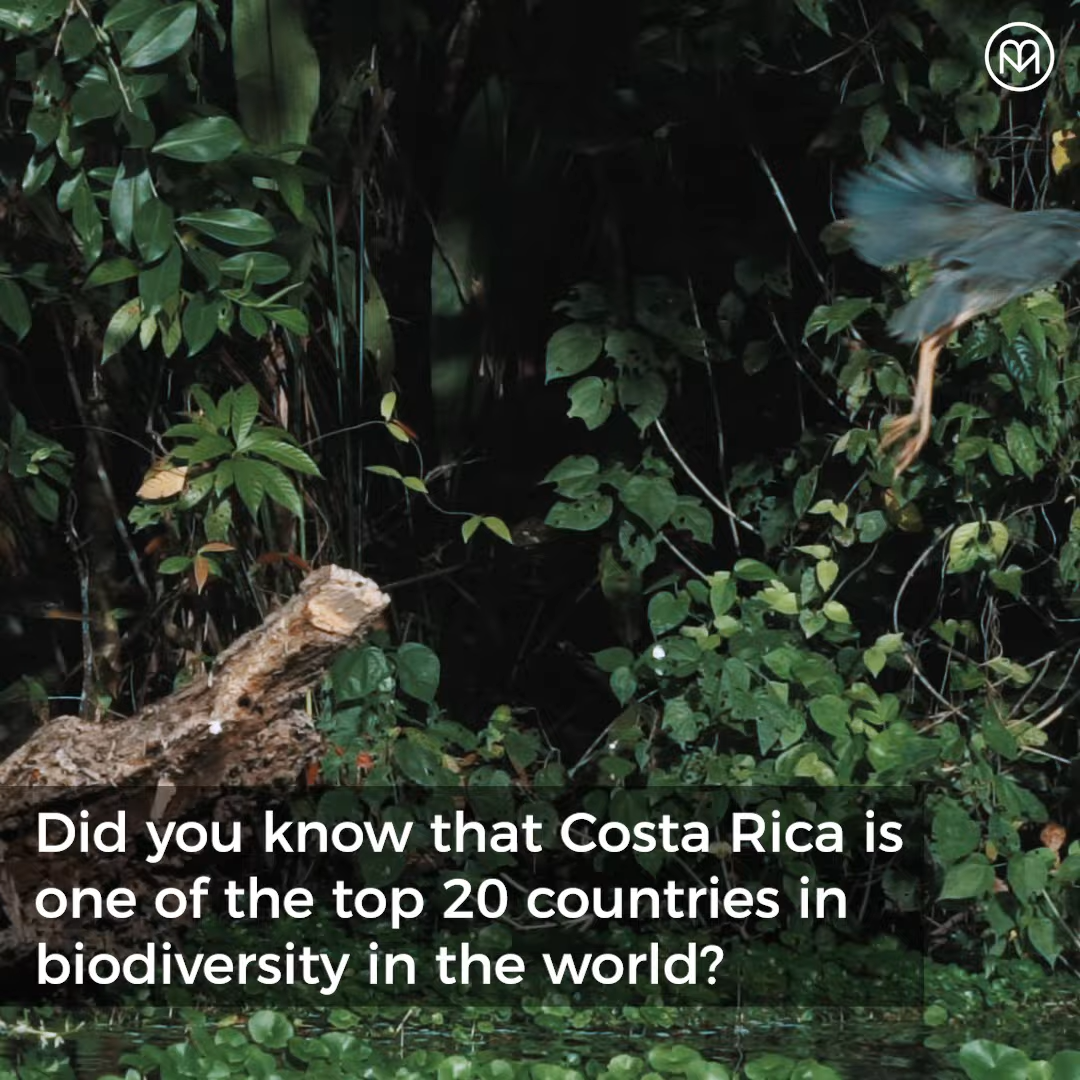 Did you know that Costa Rica is
one of the top 20 countries in
biodiversity in the world?